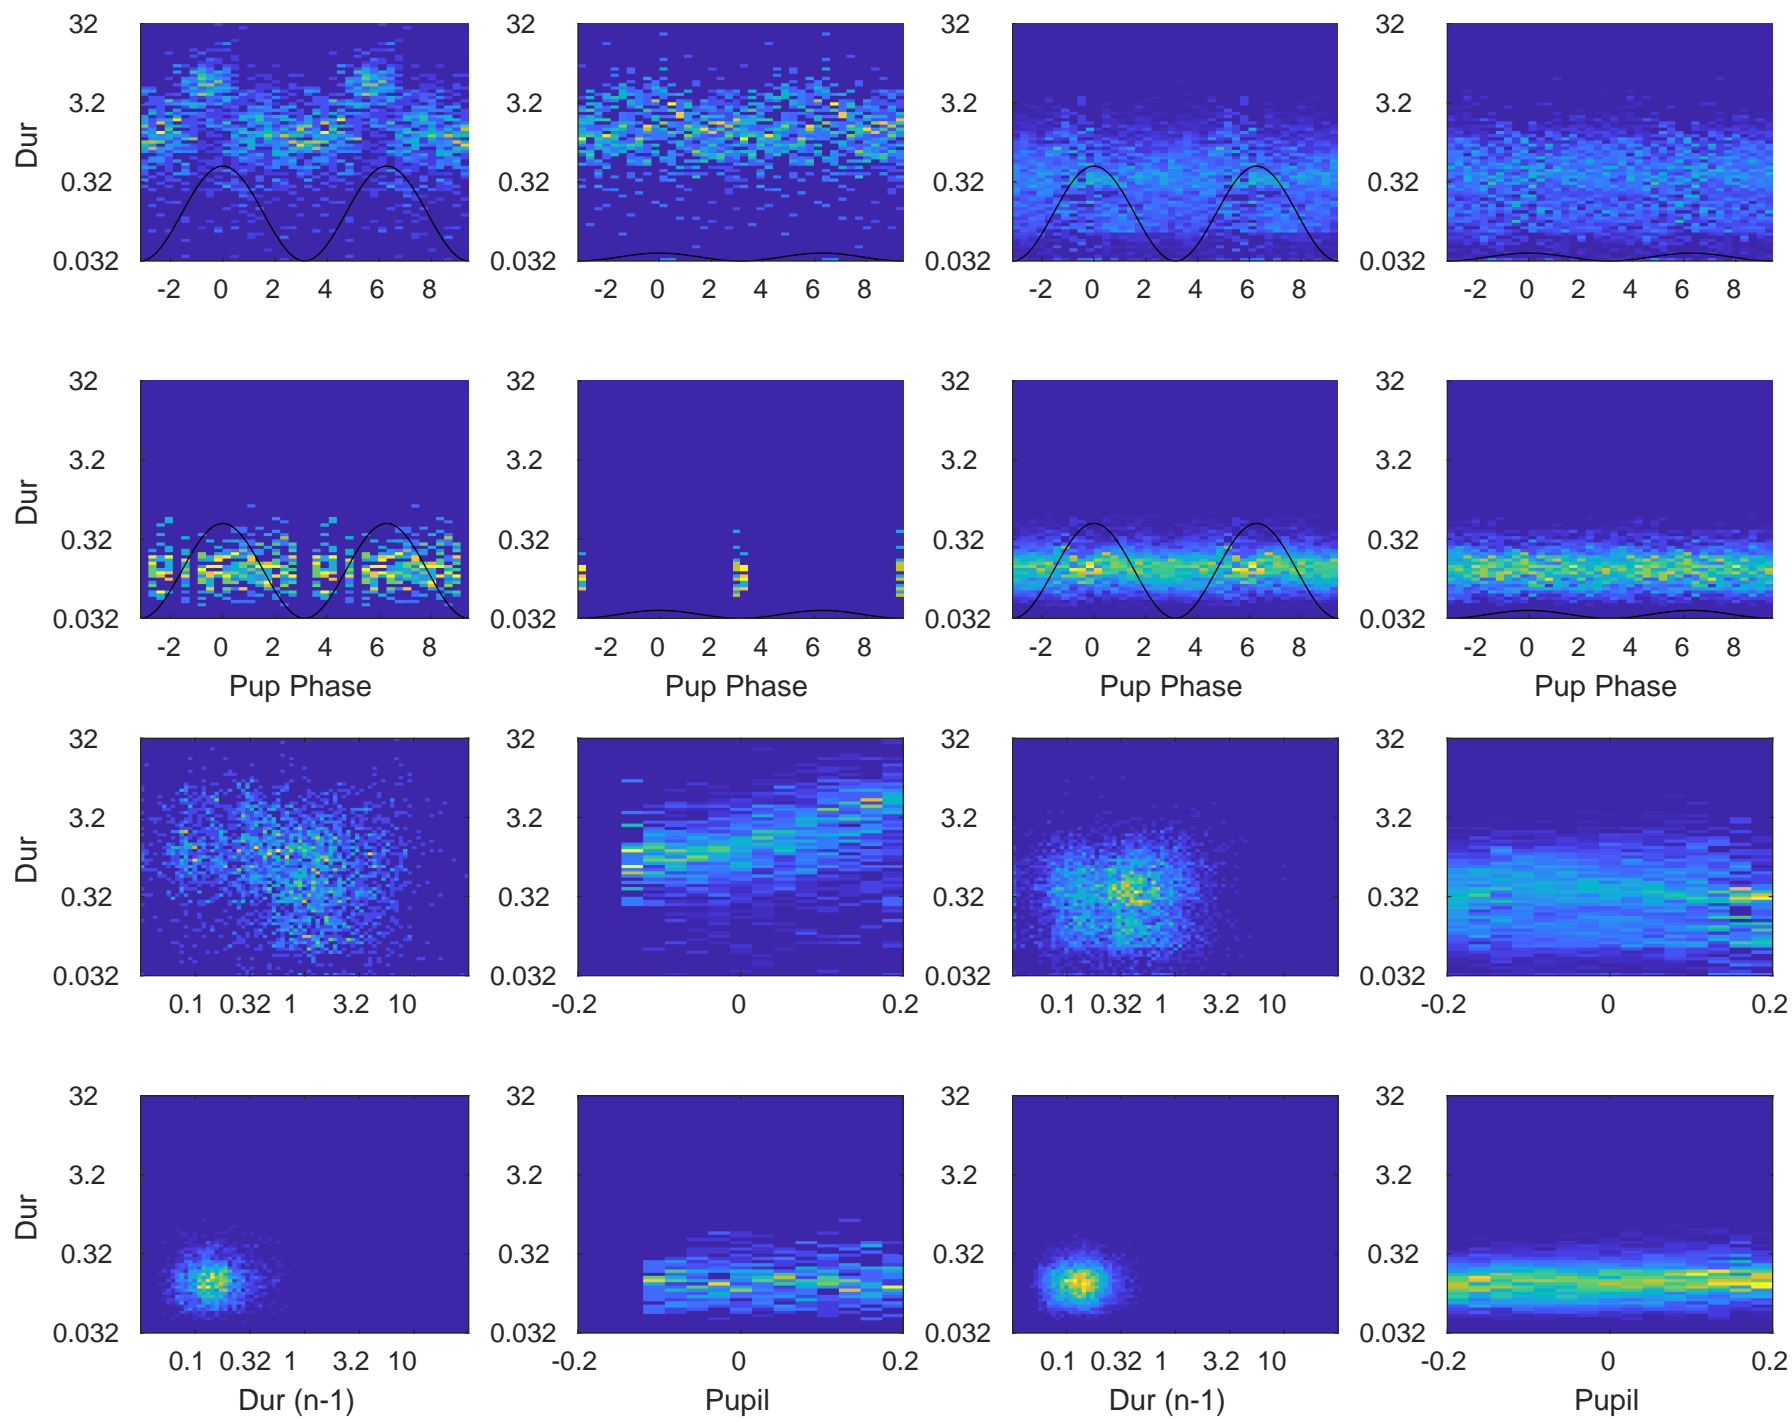 32 32 32 32
Dur 3.2 3.2 3.2 3.2
0.32 0.32 0.32 0.32
0.032 0.032 0.032 0.032
-2 0 2 4 6 8 -2 0 2 4 6 8 -2 0 2 4 6 8 -2 0 2 4 6 8
32 32 32 32
3.2 3.2 3.2 3.2
Dur 0.32 0.32 0.32 0.32
0.032 0.032 0.032 0.032
-2 0 2 4 6 8 -2 0 2 4 6 8 -2 0 2 4 6 8 -2 0 2 4 6 8
Pup Phase Pup Phase Pup Phase Pup Phase
32 32 32 32
3.2 3.2 3.2 3.2
Dur 0.32 0.32 0.32 0.32
0.032 0.032 0.032 0.032
0.1 0.32 1 3.2 10 -0.2 0 0.2 0.1 0.32 1 3.2 10 -0.2 0 0.2
32 32 32 32
3.2 3.2 3.2 3.2
Dur 0.32 0.32 0.32 0.32
0.032 0.032 0.032 0.032
0.1 0.32 1 3.2 10 -0.2 0 0.2 0.1 0.32 1 3.2 10 -0.2 0 0.2
Dur (n-1) Pupil Dur (n-1) Pupil